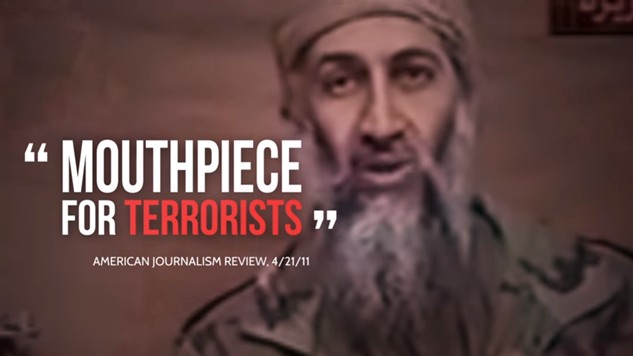 “ MOUTHPIECE
FOR TERRORISTS ”
AMERICAN JOURNALISM REVIEW, 4/21/11